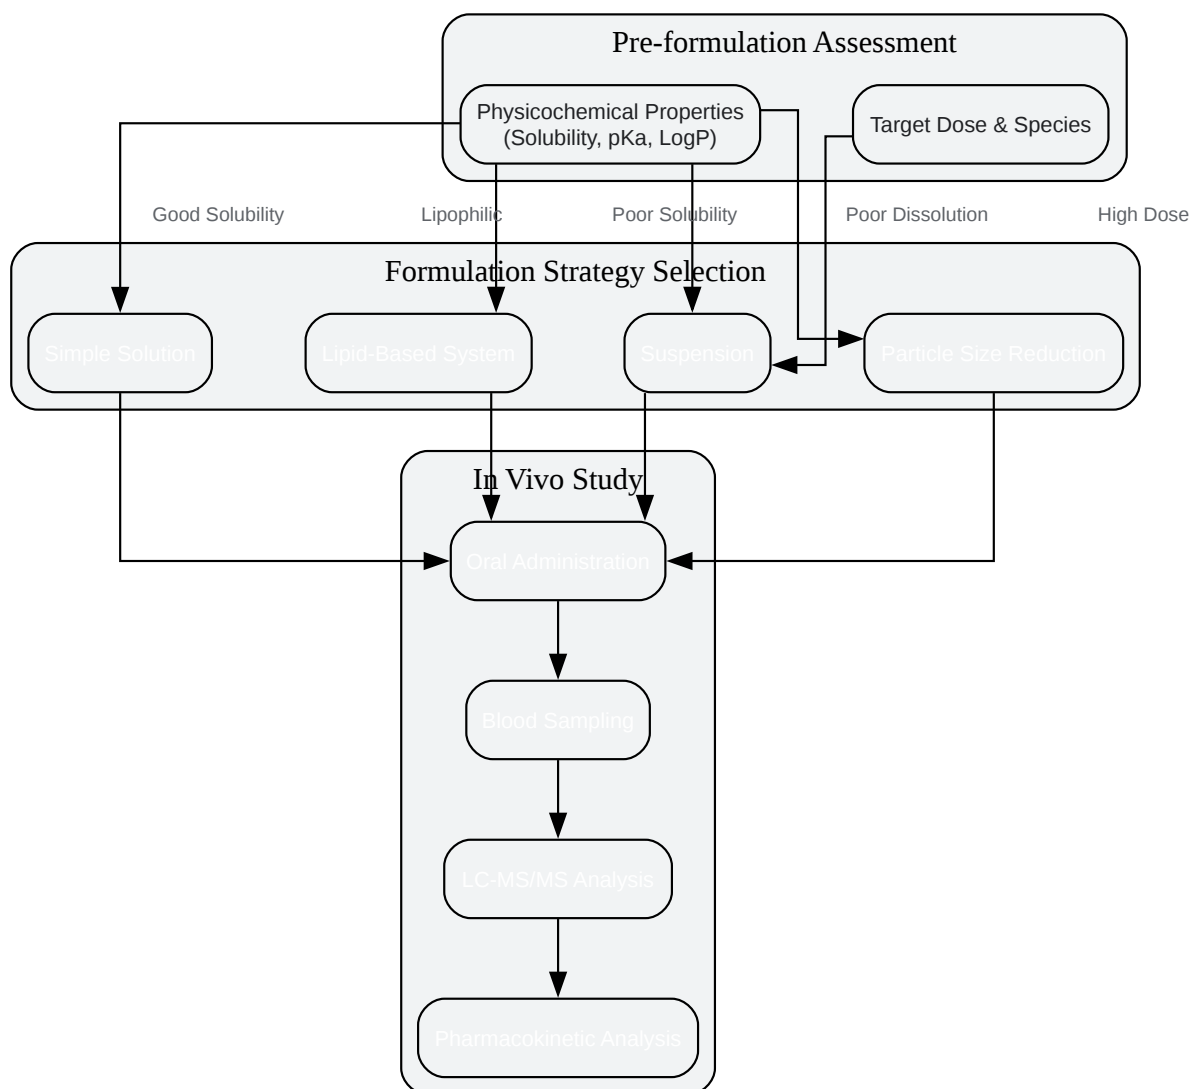 Pre-formulation Assessment
Physicochemical Properties
(Solubility, pKa, LogP)
Target Dose & Species
Good Solubility
Lipophilic
Poor Solubility
Poor Dissolution
High Dose
Formulation Strategy Selection
Simple Solution
Lipid-Based System
Suspension
Particle Size Reduction
In Vivo Study
Oral Administration
Blood Sampling
LC-MS/MS Analysis
Pharmacokinetic Analysis